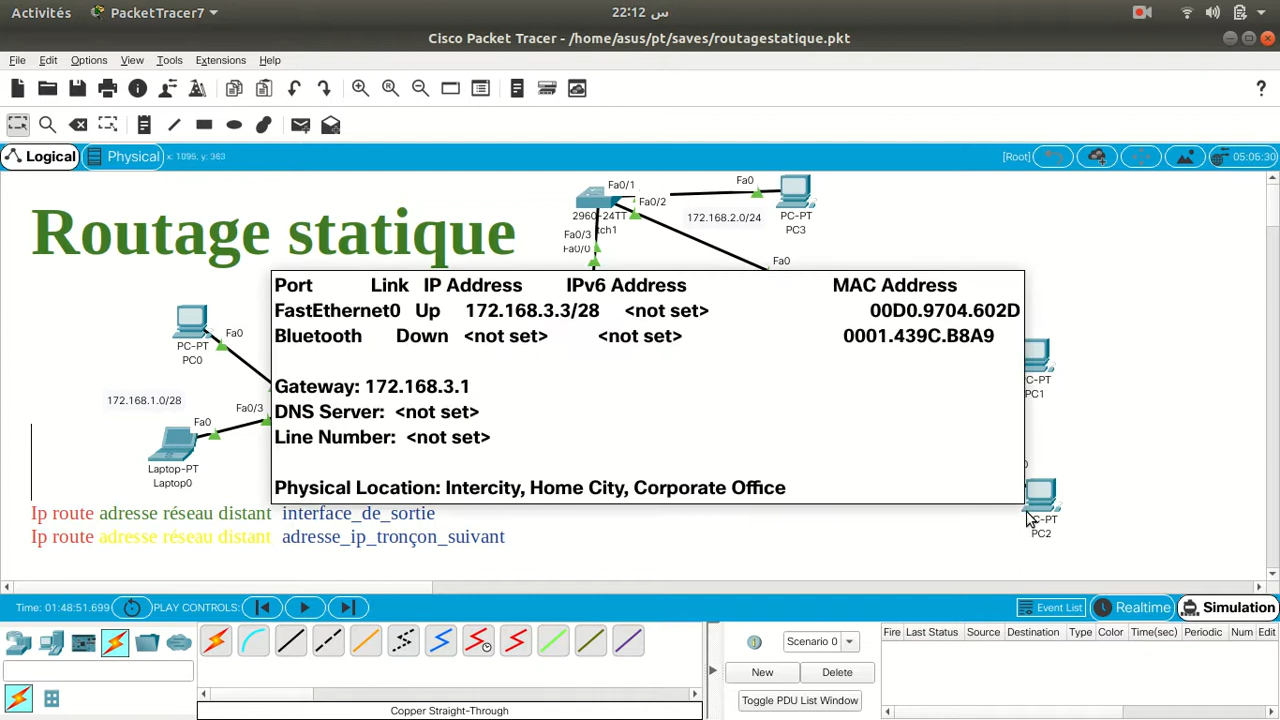 Activités PacketTracer7 22:12 س
Cisco Packet Tracer - /home/asus/pt/saves/routagestatique.pkt
File Edit Options View Tools Extensions Help
Logical Physical x: 1095, y: 363 [Root] 05:06:30
Routage statique
Fa0/1
Fa0
Fa0/2
172.168.2.0/24
2960-24TT
tch1
PC-PT
PC3
Fa0/3
Fa0/0
Fa0
Port Link IP Address IPv6 Address MAC Address
FastEthernet0 Up 172.168.3.3/28 <not set> 00D0.9704.602D
Bluetooth Down <not set> <not set> 0001.439C.B8A9
Gateway: 172.168.3.1
DNS Server: <not set>
Line Number: <not set>
Physical Location: Intercity, Home City, Corporate Office
Fa0
PC-PT
PC0
172.168.1.0/28
Fa0/3
Fa0
Laptop-PT
Laptop0
PC-PT
PC1
PC-PT
PC2
Ip route adresse réseau distant interface_de_sortie
Ip route adresse réseau distant adresse_ip_tronçon_suivant
Time: 01:48:51.699 PLAY CONTROLS: Event List Realtime Simulation
Scenario 0
New Delete
Toggle PDU List Window
Fire Last Status Source Destination Type Color Time(sec) Periodic Num Edit
Copper Straight-Through